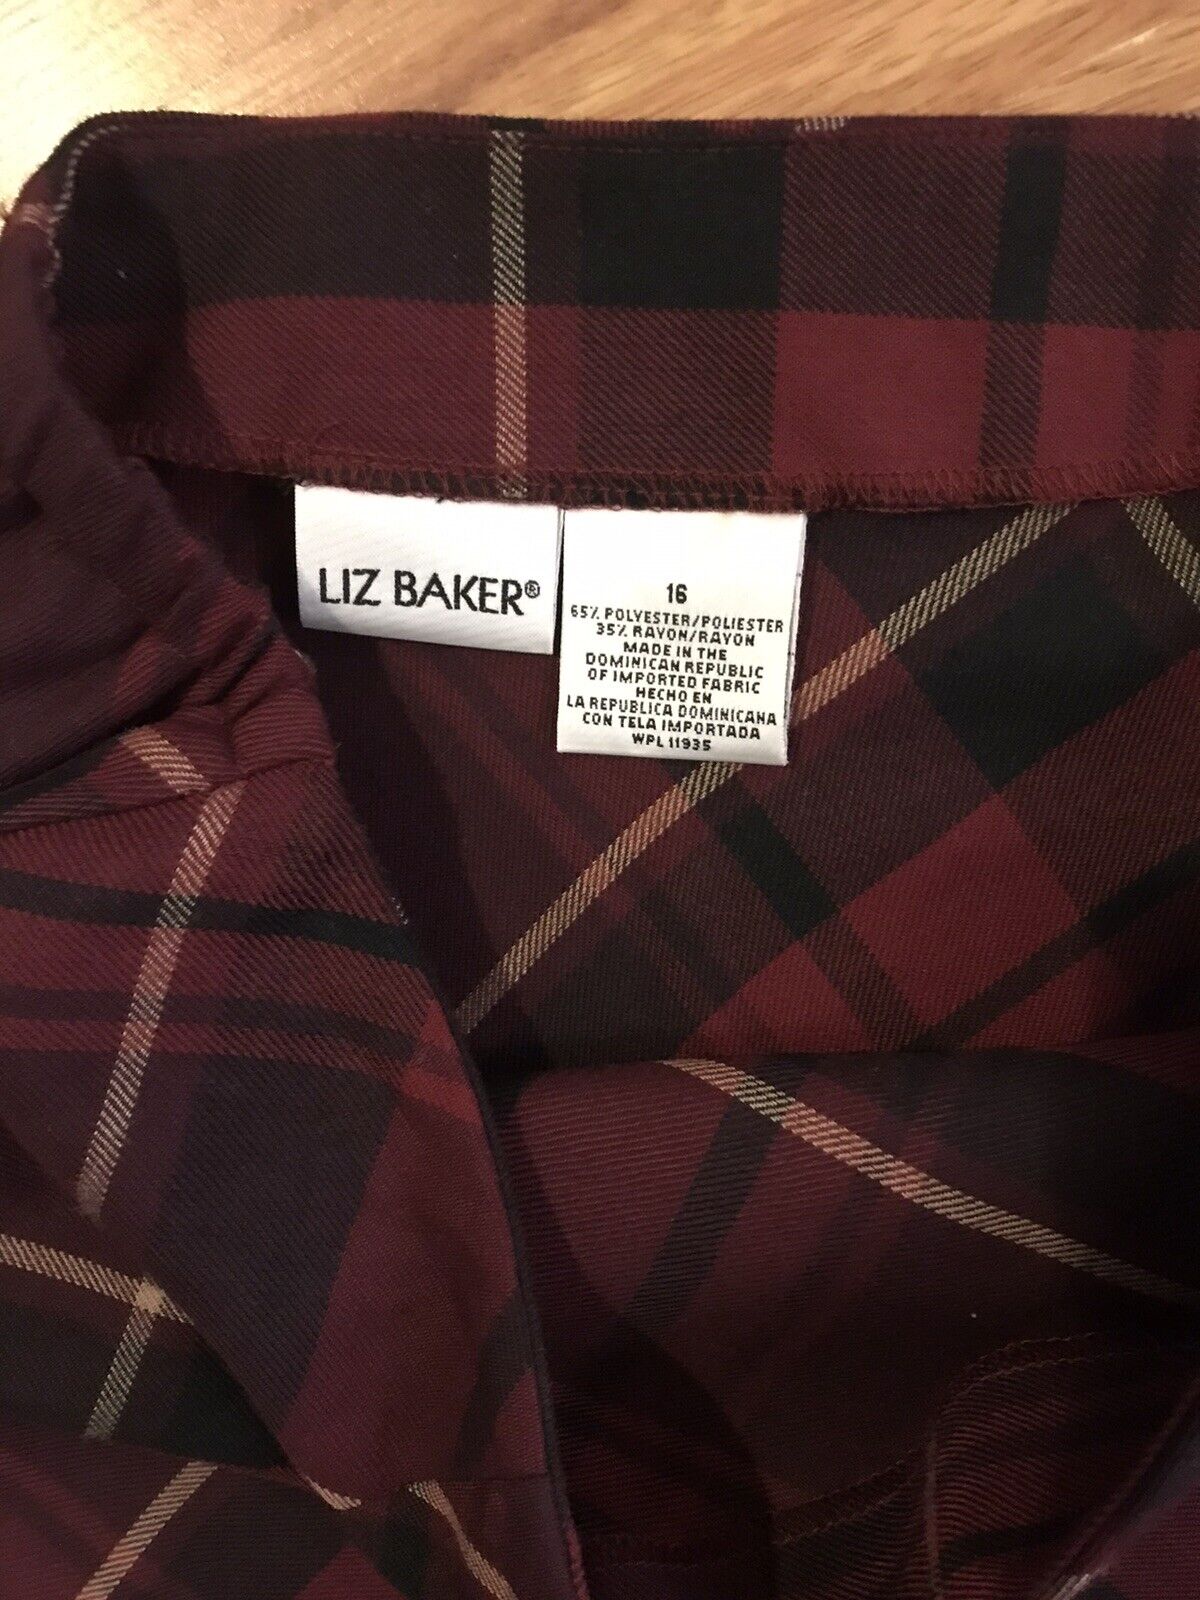 LIZ BAKER®
16
65% POLYESTER/POLIESTER
35% RAYON/RAYON
MADE IN THE
DOMINICAN REPUBLIC
OF IMPORTED FABRIC
HECHO EN
LA REPUBLICA DOMINICANA
CON TELA IMPORTADA
WPL 11935